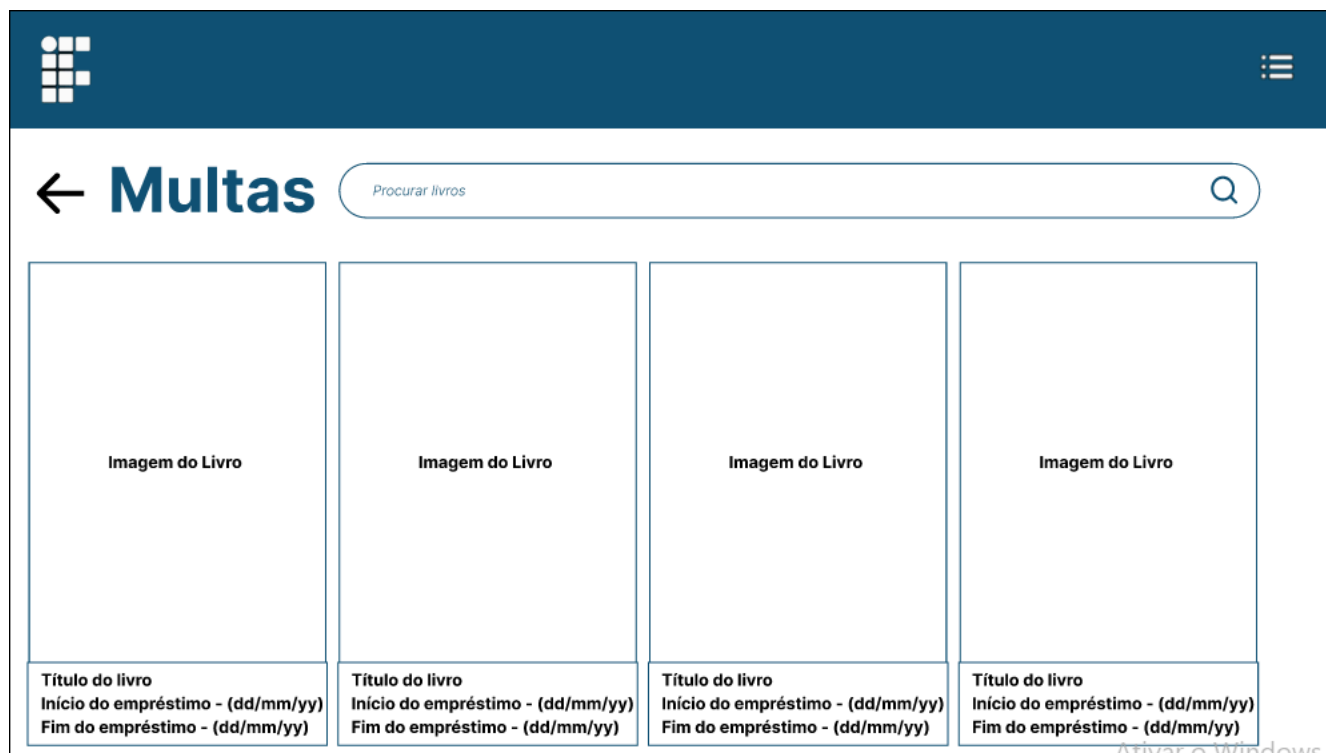 Multas
Procurar livros
Imagem do Livro
Imagem do Livro
Imagem do Livro
Imagem do Livro
Título do livro
Início do empréstimo - (dd/mm/yy)
Fim do empréstimo - (dd/mm/yy)
Título do livro
Início do empréstimo - (dd/mm/yy)
Fim do empréstimo - (dd/mm/yy)
Título do livro
Início do empréstimo - (dd/mm/yy)
Fim do empréstimo - (dd/mm/yy)
Título do livro
Início do empréstimo - (dd/mm/yy)
Fim do empréstimo - (dd/mm/yy)
Ativar o Windows